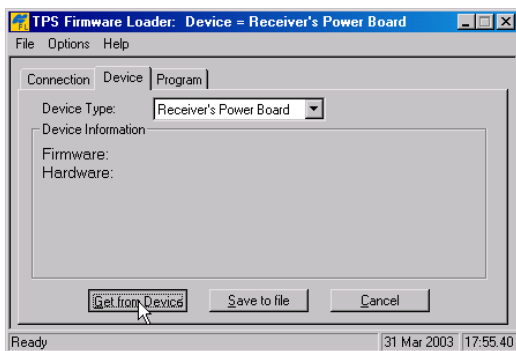 TPS Firmware Loader: Device = Receiver's Power Board
File Options Help
Connection Device Program
Device Type: Receiver's Power Board
Device Information
Firmware:
Hardware:
Get from Device Save to file Cancel
Ready 31 Mar 2003 17:55.40